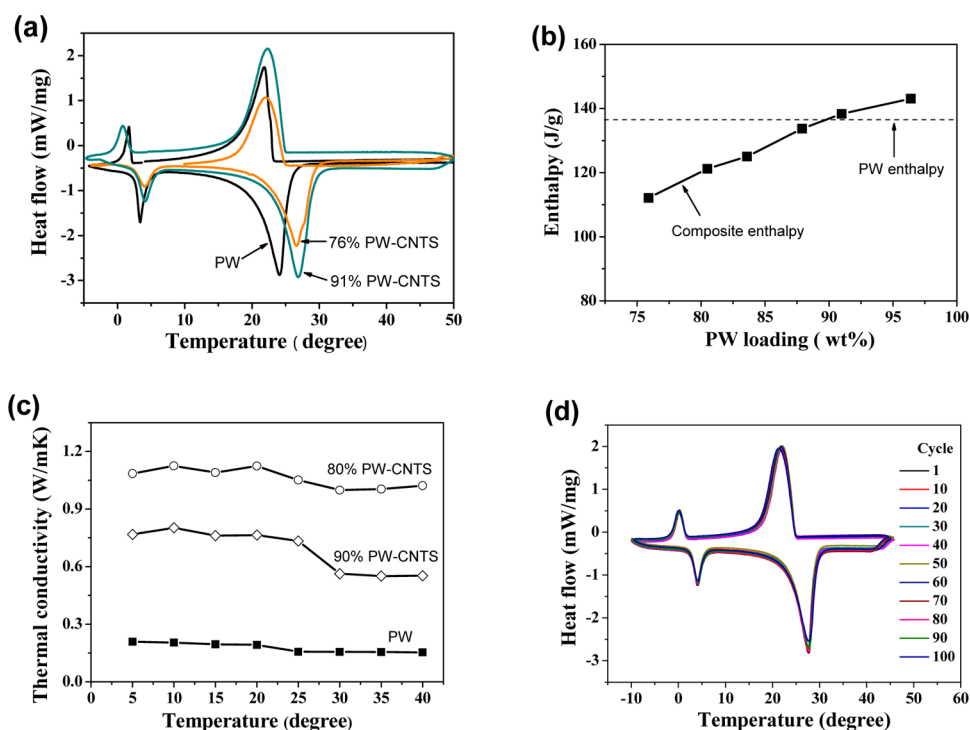 (a)
Heat flow (mW/mg)
2
1
0
-1
-2
-3
PW
76% PW-CNTS
91% PW-CNTS
0 10 20 30 40 50
Temperature ( degree)
(b)
Enthalpy (J/g)
160
140
120
100
80
PW enthalpy
Composite enthalpy
75 80 85 90 95 100
PW loading ( wt%)
(c)
Thermal conductivity (W/mK)
1.2
0.9
0.6
0.3
0.0
80% PW-CNTS
90% PW-CNTS
PW
0 5 10 15 20 25 30 35 40
Temperature (degree)
(d)
Heat flow (mW/mg)
3
2
1
0
-1
-2
-3
Cycle
1
10
20
30
40
50
60
70
80
90
100
-10 0 10 20 30 40 50 60
Temperature (degree)